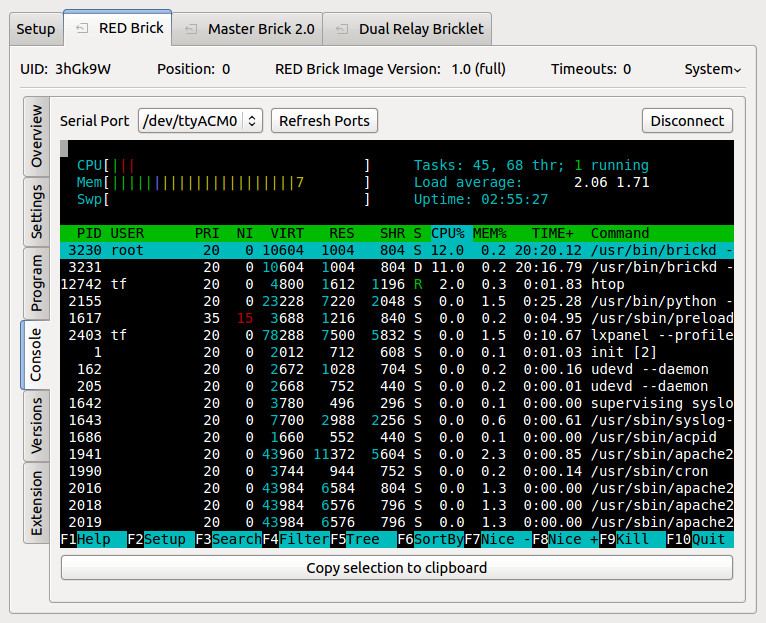 Setup RED Brick Master Brick 2.0 Dual Relay Bricklet
UID: 3hGk9W Position: 0 RED Brick Image Version: 1.0 (full) Timeouts: 0 System
Overview
Settings
Program
Console
Versions
Extension
Serial Port /dev/ttyACM0 Refresh Ports Disconnect
CPU[||| ] Tasks: 45, 68 thr; 1 running
Mem[|||||||||||||||||||||||7 ] Load average: 2.06 1.71
Swp[ ] Uptime: 02:55:27
PID USER PRI NI VIRT RES SHR S CPU% MEM% TIME+ Command
3230 root 20 0 10604 1004 804 S 12.0 0.2 20:20.12 /usr/bin/brickd -
3231 20 0 10604 1004 804 D 11.0 0.2 20:16.79 /usr/bin/brickd -
12742 tf 20 0 4800 1612 1196 R 2.0 0.3 0:01.83 htop
2155 20 0 23228 7220 2048 S 0.0 1.5 0:25.28 /usr/bin/python -
1617 35 15 3688 1216 840 S 0.0 0.2 0:04.95 /usr/sbin/preload
2403 tf 20 0 78288 7500 5832 S 0.0 1.5 0:10.67 lxpanel --profile
1 20 0 2012 712 608 S 0.0 0.1 0:01.03 init [2]
162 20 0 2672 1028 704 S 0.0 0.2 0:00.16 udevd --daemon
205 20 0 2668 752 440 S 0.0 0.2 0:00.01 udevd --daemon
1642 20 0 3780 496 296 S 0.0 0.1 0:00.00 supervising syslo
1643 20 0 7700 2988 2256 S 0.0 0.6 0:00.61 /usr/sbin/syslog-
1686 20 0 1660 552 440 S 0.0 0.1 0:00.00 /usr/sbin/acpid
1941 20 0 43960 11372 5604 S 0.0 2.3 0:00.85 /usr/sbin/apache2
1990 20 0 3744 944 752 S 0.0 0.2 0:00.14 /usr/sbin/cron
2016 20 0 43984 6584 804 S 0.0 1.3 0:00.00 /usr/sbin/apache2
2018 20 0 43984 6576 796 S 0.0 1.3 0:00.00 /usr/sbin/apache2
2019 20 0 43984 6576 796 S 0.0 1.3 0:00.00 /usr/sbin/apache2
F1Help F2Setup F3SearchF4FilterF5Tree F6SortByF7Nice -F8Nice +F9Kill F10Quit
Copy selection to clipboard